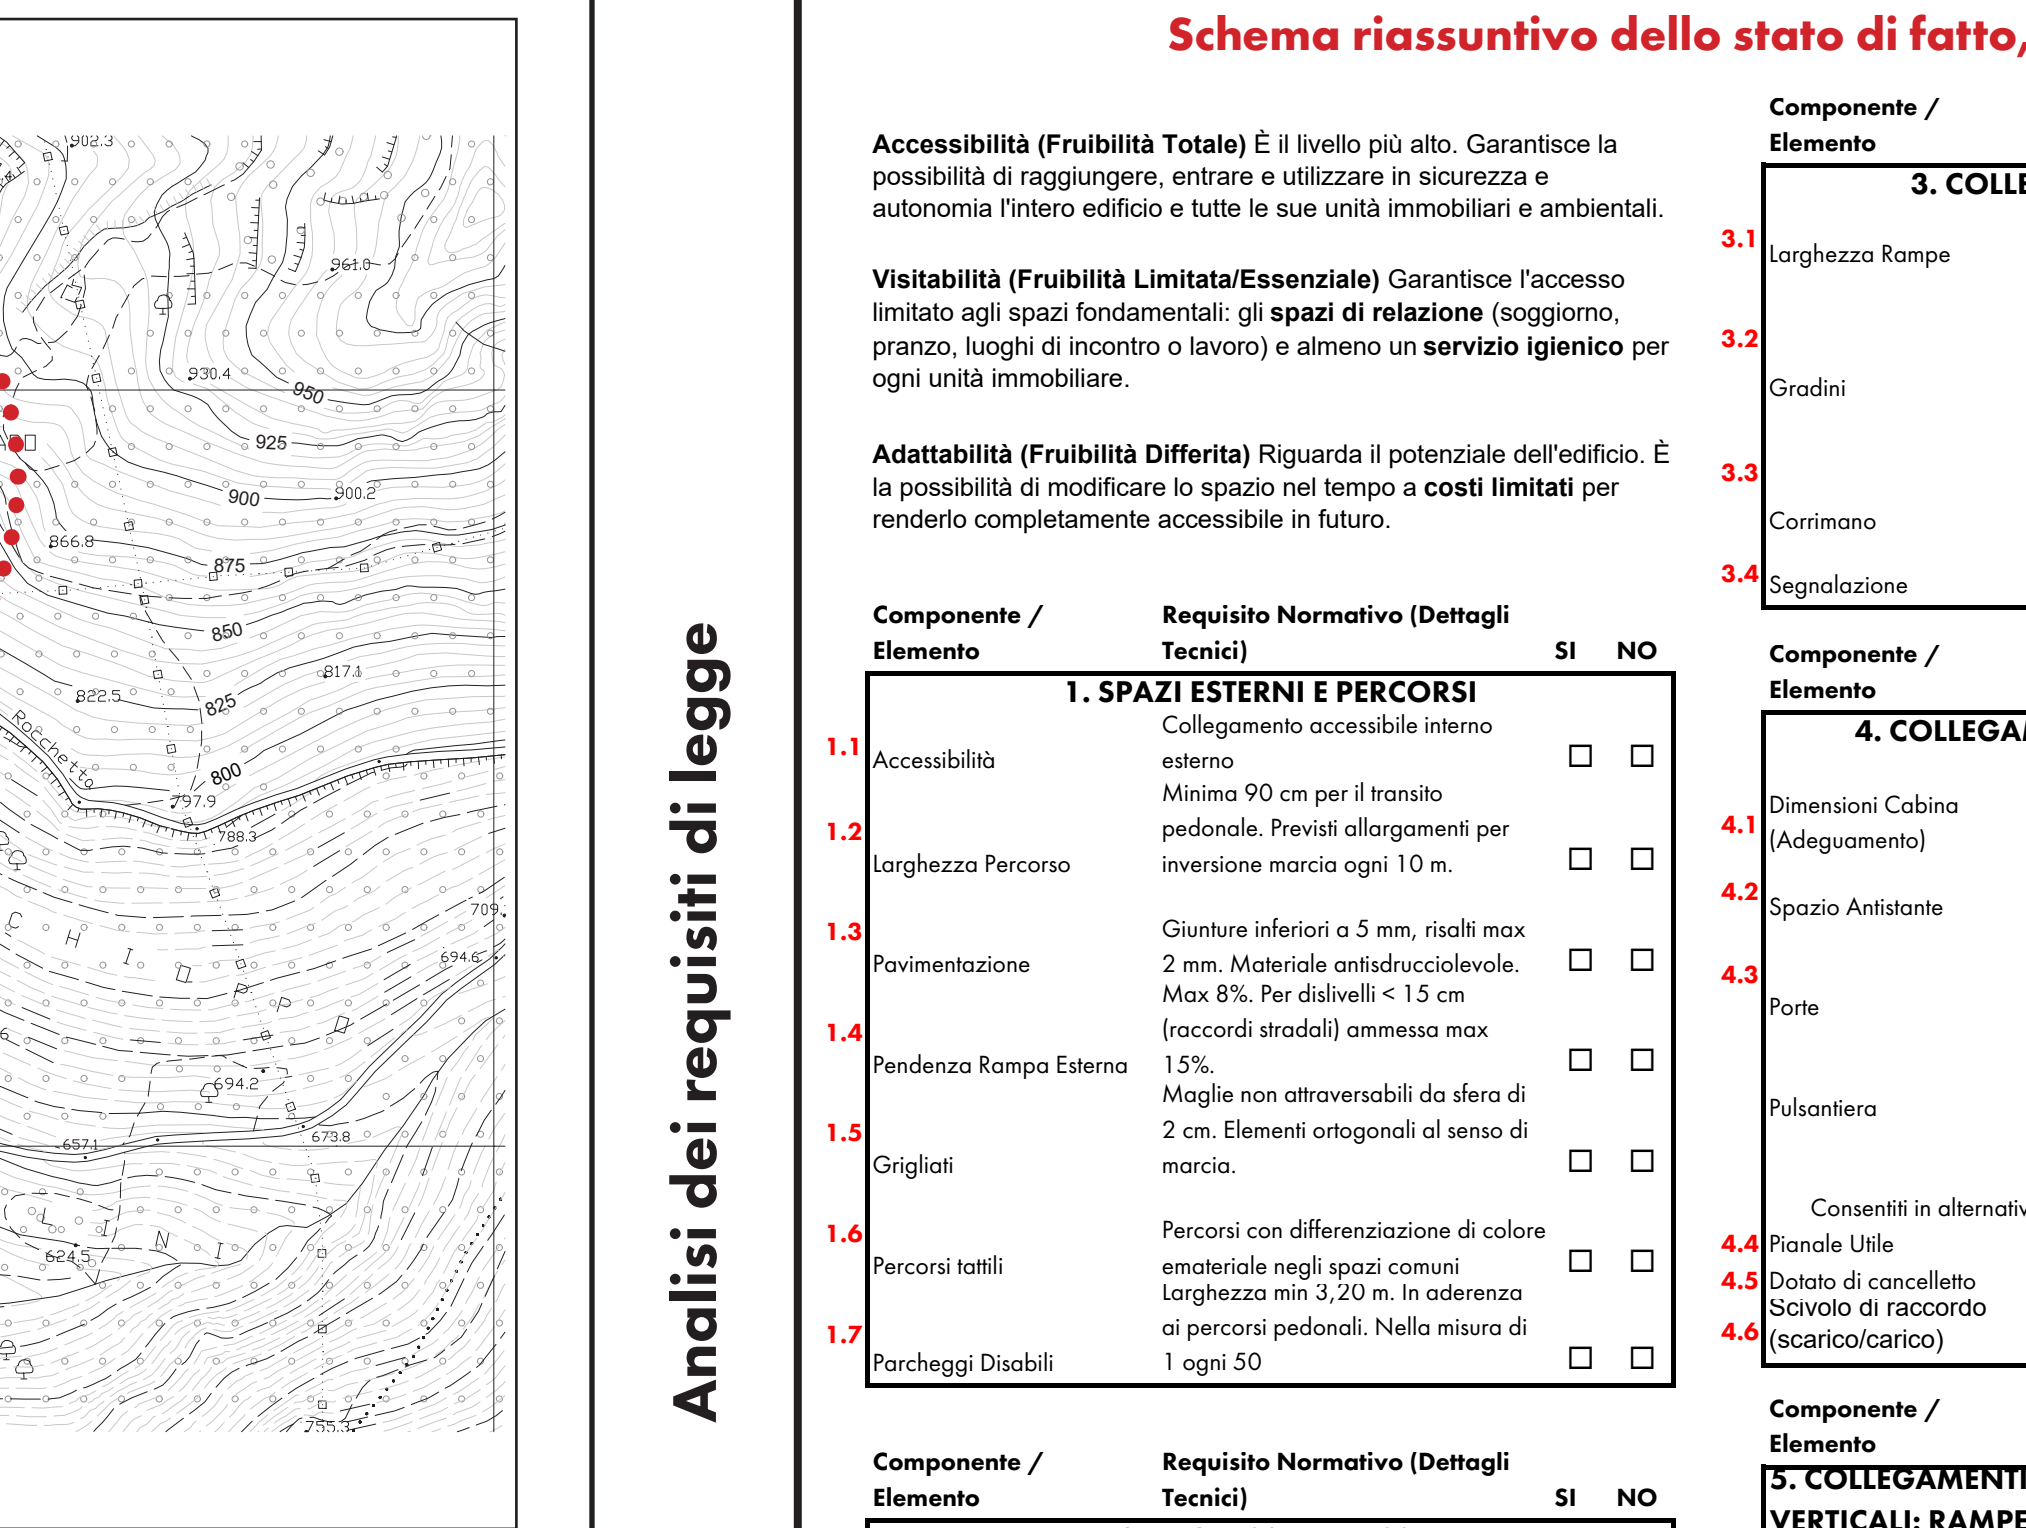 Schema riassuntivo dello stato di fatto,
902.3
961.0
930.4
950
925
900
900.2
866.8
875
850
817.1
822.5
825
Rocchetta
800
797.9
788.3
709.
C H I O P P O
694.6
694.2
673.8
657.1
L I N I
624.5
755.3
Analisi dei requisiti di legge
Accessibilità (Fruibilità Totale) È il livello più alto. Garantisce la
possibilità di raggiungere, entrare e utilizzare in sicurezza e
autonomia l'intero edificio e tutte le sue unità immobiliari e ambientali.
Visitabilità (Fruibilità Limitata/Essenziale) Garantisce l'accesso
limitato agli spazi fondamentali: gli spazi di relazione (soggiorno,
pranzo, luoghi di incontro o lavoro) e almeno un servizio igienico per
ogni unità immobiliare.
Adattabilità (Fruibilità Differita) Riguarda il potenziale dell'edificio. È
la possibilità di modificare lo spazio nel tempo a costi limitati per
renderlo completamente accessibile in futuro.
Componente / Requisito Normativo (Dettagli
Elemento Tecnici) SI NO
1. SPAZI ESTERNI E PERCORSI
Collegamento accessibile interno
1.1 Accessibilità esterno
Minima 90 cm per il transito
1.2 pedonale. Previsti allargamenti per
Larghezza Percorso inversione marcia ogni 10 m.
1.3 Giunture inferiori a 5 mm, risalti max
Pavimentazione 2 mm. Materiale antisdrucciolevole.
Max 8%. Per dislivelli < 15 cm
1.4 (raccordi stradali) ammessa max
Pendenza Rampa Esterna 15%.
Maglie non attraversabili da sfera di
1.5 2 cm. Elementi ortogonali al senso di
Grigliati marcia.
1.6 Percorsi con differenziazione di colore
Percorsi tattili emateriale negli spazi comuni
Larghezza min 3,20 m. In aderenza
1.7 ai percorsi pedonali. Nella misura di
Parcheggi Disabili 1 ogni 50
Componente / Requisito Normativo (Dettagli
Elemento Tecnici) SI NO
Componente /
Elemento
3. COLLE
3.1 Larghezza Rampe
3.2 Gradini
3.3 Corrimano
3.4 Segnalazione
Componente /
Elemento
4. COLLEGAM
Dimensioni Cabina
4.1 (Adeguamento)
4.2 Spazio Antistante
4.3 Porte
Pulsantiera
Consentiti in alternativ
4.4 Pianale Utile
4.5 Dotato di cancelletto
Scivolo di raccordo
4.6 (scarico/carico)
Componente /
Elemento
5. COLLEGAMENTI
VERTICALI: RAMPE